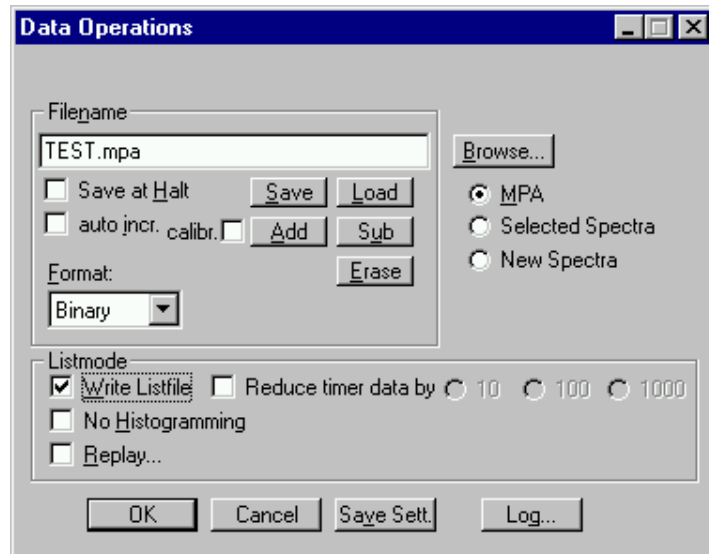 Data Operations
Filename
TEST.mpa
Browse...
Save at Halt Save Load
MPA
auto incr. calibr. Add Sub
Selected Spectra
Erase
New Spectra
Format:
Binary
Listmode
Write Listfile Reduce timer data by 10 100 1000
No Histogramming
Replay...
OK Cancel Save Sett. Log...